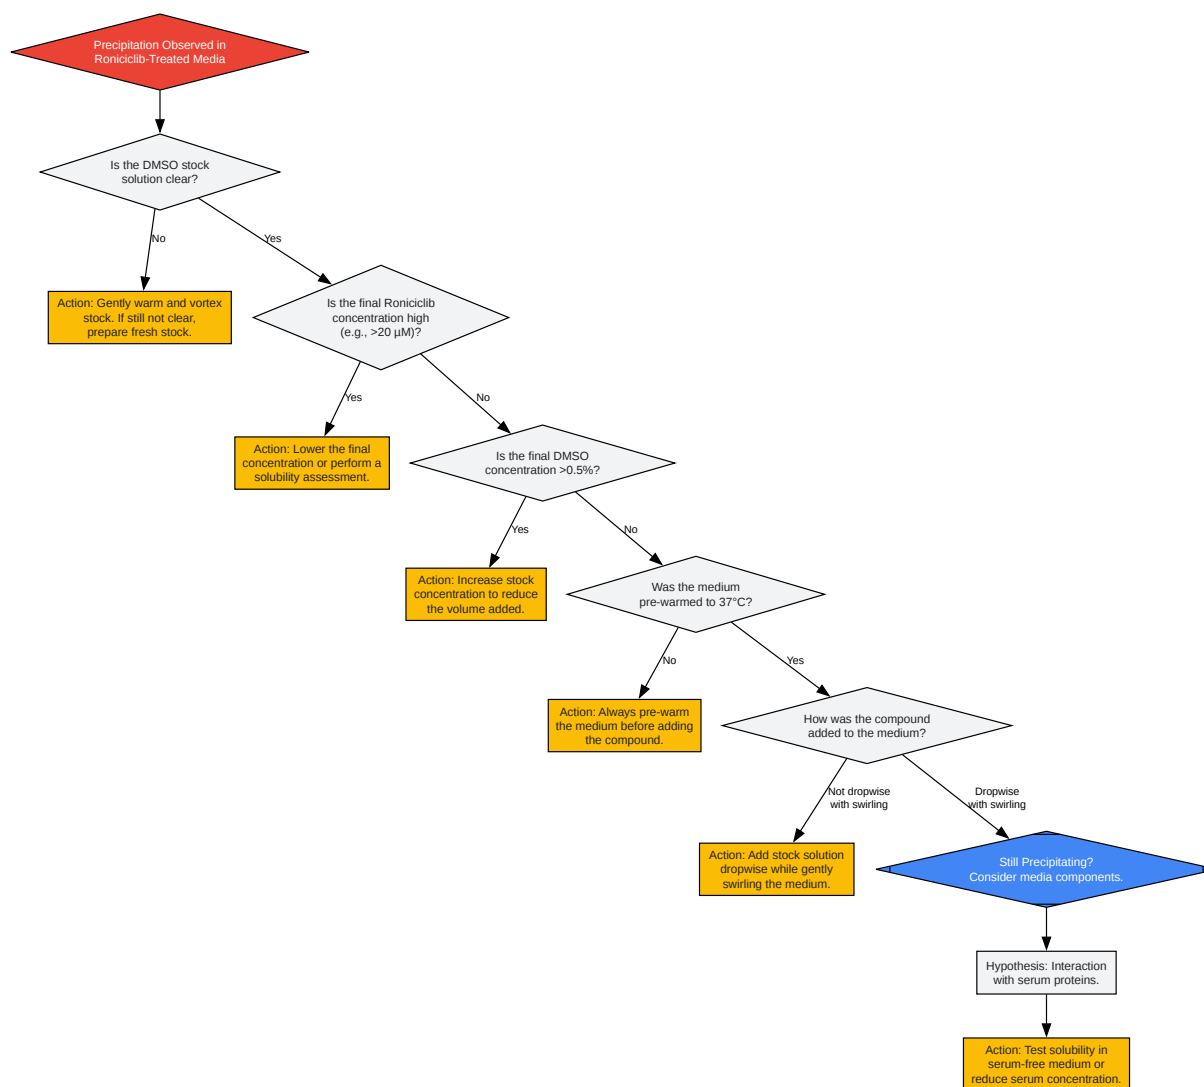 Precipitation Observed in
Roniciclib-Treated Media
Is the DMSO stock
solution clear?
No
Yes
Action: Gently warm and vortex
stock. If still not clear,
prepare fresh stock.
Is the final Roniciclib
concentration high
(e.g., >20 µM)?
Yes
No
Action: Lower the final
concentration or perform a
solubility assessment.
Is the final DMSO
concentration >0.5%?
Yes
No
Action: Increase stock
concentration to reduce
the volume added.
Was the medium
pre-warmed to 37°C?
No
Yes
Action: Always pre-warm
the medium before adding
the compound.
How was the compound
added to the medium?
Not dropwise
with swirling
Dropwise
with swirling
Action: Add stock solution
dropwise while gently
swirling the medium.
Still Precipitating?
Consider media components.
Hypothesis: Interaction
with serum proteins.
Action: Test solubility in
serum-free medium or
reduce serum concentration.